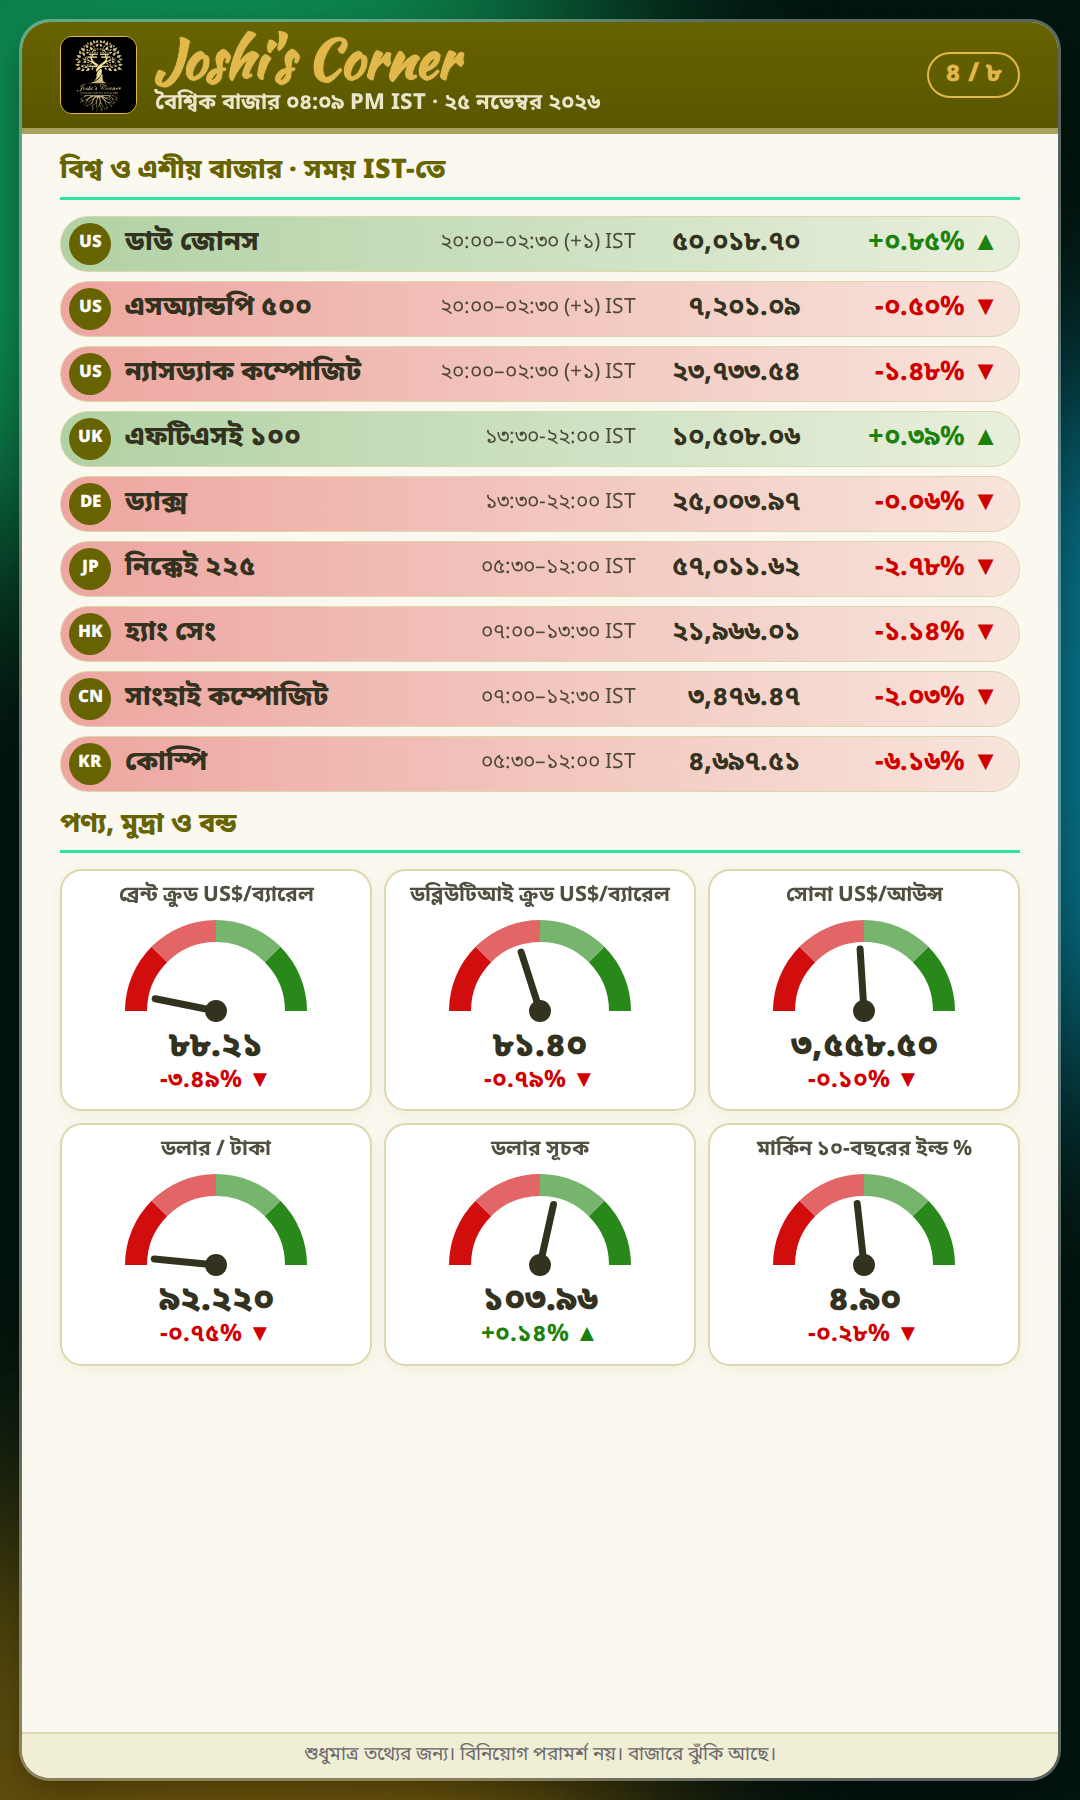 Joshi's Corner
Joshi's Corner
বৈশ্বিক বাজার ০৪:০৯ PM IST · ২৫ নভেম্বর ২০২৬
৪ / ৮
বিশ্ব ও এশীয় বাজার · সময় IST-তে
US ডাউ জোনস ২০:০০–০২:৩০ (+১) IST ৫০,০১৮.৭০ +০.৮৫% ▲
US এসঅ্যান্ডপি ৫০০ ২০:০০–০২:৩০ (+১) IST ৭,২০১.০৯ -০.৫০% ▼
US ন্যাসড্যাক কম্পোজিট ২০:০০–০২:৩০ (+১) IST ২৩,৭৩৩.৫৪ -১.৪৮% ▼
UK এফটিএসই ১০০ ১৩:৩০-২২:০০ IST ১০,৫০৮.০৬ +০.৩৯% ▲
DE ড্যাক্স ১৩:৩০-২২:০০ IST ২৫,০০৩.৯৭ -০.০৬% ▼
JP নিক্কেই ২২৫ ০৫:৩০–১২:০০ IST ৫৭,০১১.৬২ -২.৭৮% ▼
HK হ্যাং সেং ০৭:০০–১৩:৩০ IST ২১,৯৬৬.০১ -১.১৪% ▼
CN সাংহাই কম্পোজিট ০৭:০০–১২:৩০ IST ৩,৪৭৬.৪৭ -২.০৩% ▼
KR কোস্পি ০৫:৩০–১২:০০ IST ৪,৬৯৭.৫১ -৬.১৬% ▼
পণ্য, মুদ্রা ও বন্ড
ব্রেন্ট ক্রুড US$/ব্যারেল ডব্লিউটিআই ক্রুড US$/ব্যারেল সোনা US$/আউন্স
৮৮.২১ ৮১.৪০ ৩,৫৫৮.৫০
-৩.৪৯% ▼ -০.৭৯% ▼ -০.১০% ▼
ডলার / টাকা ডলার সূচক মার্কিন ১০-বছরের ইল্ড %
৯২.২২০ ১০৩.৯৬ ৪.৯০
-০.৭৫% ▼ +০.১৪% ▲ -০.২৮% ▼
শুধুমাত্র তথ্যের জন্য। বিনিয়োগ পরামর্শ নয়। বাজারে ঝুঁকি আছে।